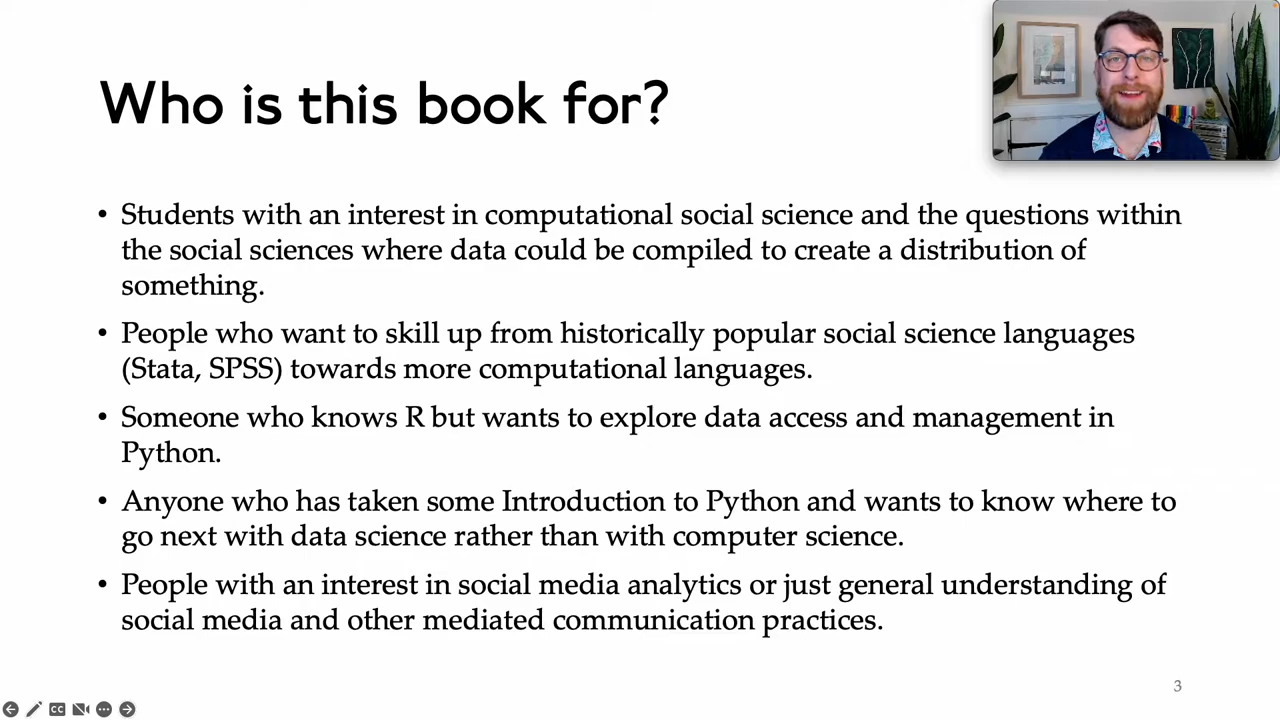 Who is this book for?
• Students with an interest in computational social science and the questions within
the social sciences where data could be compiled to create a distribution of
something.
• People who want to skill up from historically popular social science languages
(Stata, SPSS) towards more computational languages.
• Someone who knows R but wants to explore data access and management in
Python.
• Anyone who has taken some Introduction to Python and wants to know where to
go next with data science rather than with computer science.
• People with an interest in social media analytics or just general understanding of
social media and other mediated communication practices.
3
CC